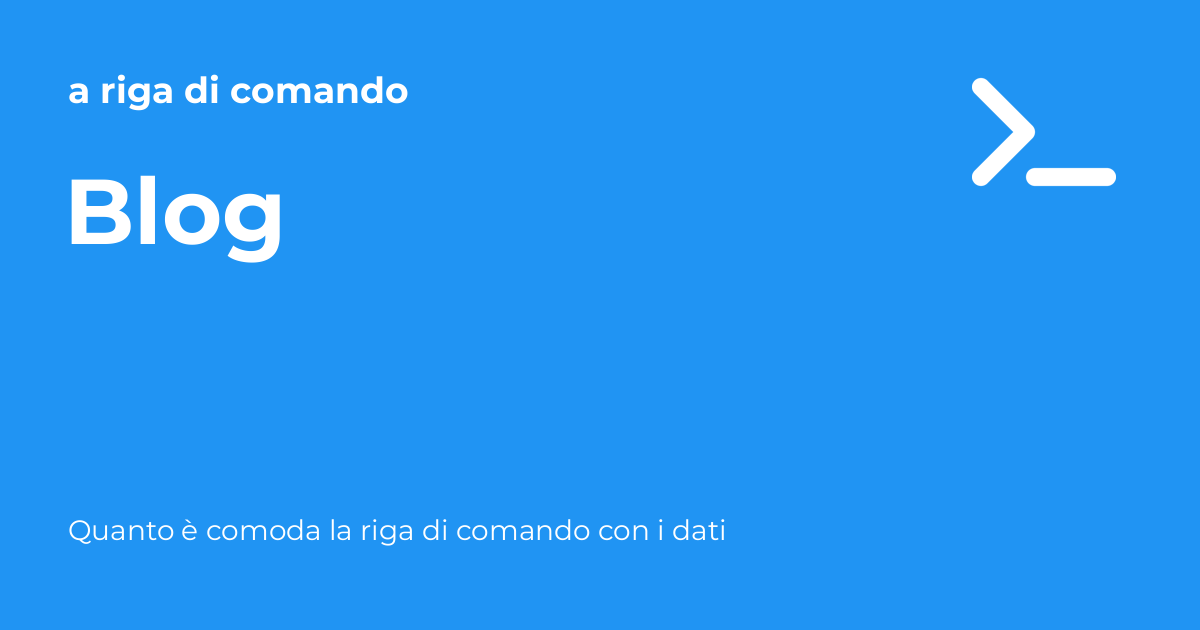 a riga di comando
Blog
Quanto è comoda la riga di comando con i dati